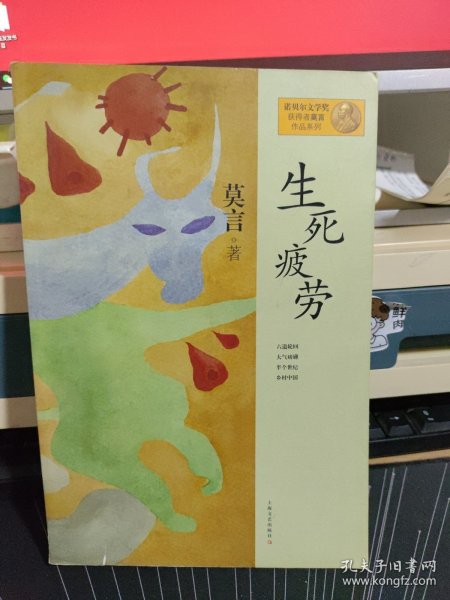 诺贝尔文学奖
获得者莫言
作品系列
生死疲劳
莫言·著
六道轮回
大气磅礴
半个世纪
乡村中国
上海文艺出版社
鲜
肉
孔夫子旧书网
www.kongfz.com